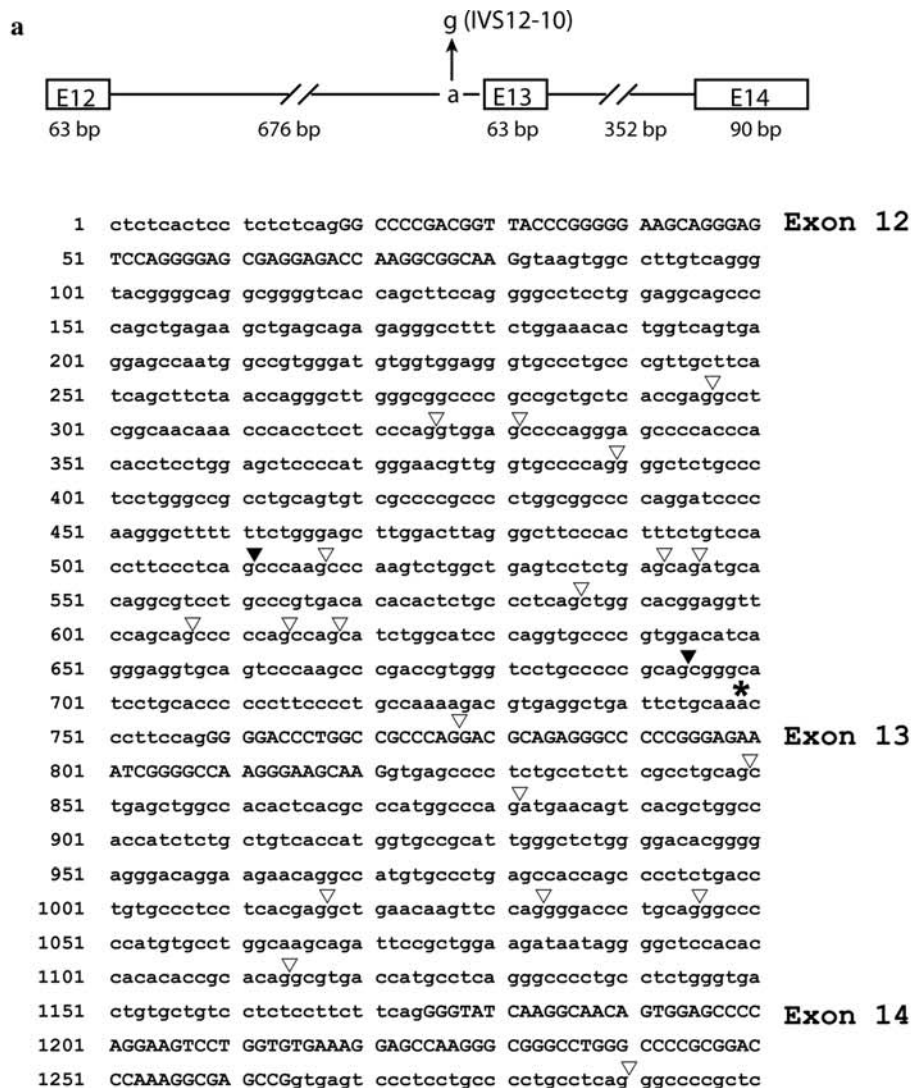 a
g (IVS12-10)
E12 a E13 E14
63 bp 676 bp 63 bp 352 bp 90 bp
1 ctctcactcc tctctcagGG CCCCGACGGT TACCCGGGGG AAGCAGGGAG Exon 12
51 TCCAGGGGAG CGAGGAGACC AAGGCGGCAA Ggtaagtggc cttgtcaggg
101 tacggggcag gcggggtcac cagcttccag gggcctcctg gaggcagccc
151 cagctgagaa gctgagcaga gagggccttt ctggaaacac tggtcagtga
201 ggagccaatg gccgtgggat gtggtggagg gtgccctgcc cgttgcttca
251 tcagcttcta accagggctt gggcggcccc gccgctgctc accgaggcct
301 cggcaacaaa cccacctcct cccaggtgga gccccaggga gccccaccca
351 cacctcctgg agctccccat gggaacgttg gtgccccagg ggctctgccc
401 tcctgggccg cctgcagtgt cgccccgccc ctggcggccc caggatcccc
451 aagggctttt ttctgggagc ttggacttag ggcttcccac tttctgtcca
501 ccttccctca gcccaagccc aagtctggct gagtcctctg agcagatgca
551 caggcgtcct gcccgtgaca cacactctgc cctcagctgg cacggaggtt
601 ccagcagccc ccagccagca tctggcatcc caggtgcccc gtggacatca
651 gggaggtgca gtcccaagcc cgaccgtggg tcctgccccc gcagcgggca
*
701 tcctgcaccc cccttcccct gccaaaagac gtgaggctga ttctgcaaac
751 ccttccagGG GGACCCTGGC CGCCCAGGAC GCAGAGGGCC CCCGGGAGAA Exon 13
801 ATCGGGGCCA AGGGAAGCAA Ggtgagcccc tctgcctctt cgcctgcagc
851 tgagctggcc acactcacgc ccatggccca gatgaacagt cacgctggcc
901 accatctctg ctgtcaccat ggtgccgcat tgggctctgg ggacacgggg
951 agggacagga agaacaggcc atgtgccctg agccaccagc cccctctgacc
1001 tgtgccctcc tcacgaggct gaacaagttc caggggaccc tgcagggccc
1051 ccatgtgcct ggcaagcaga ttccgctgga agataatagg ggctccacac
1101 cacacaccgc acaggcgtga ccatgcctca gggcccctgc ctctgggtga
1151 ctgtgctgtc ctctccttct tcagGGGTAT CAAGGCAACA GTGGAGCCCC Exon 14
1201 AGGAAGTCCT GGTGTGAAAG GAGCCAAGGG CGGGCCTGGG CCCCGCGGAC
1251 CCAAAGGCGA GCCGgtgagt ccctcctccc cctgcctcag ggccccggctc